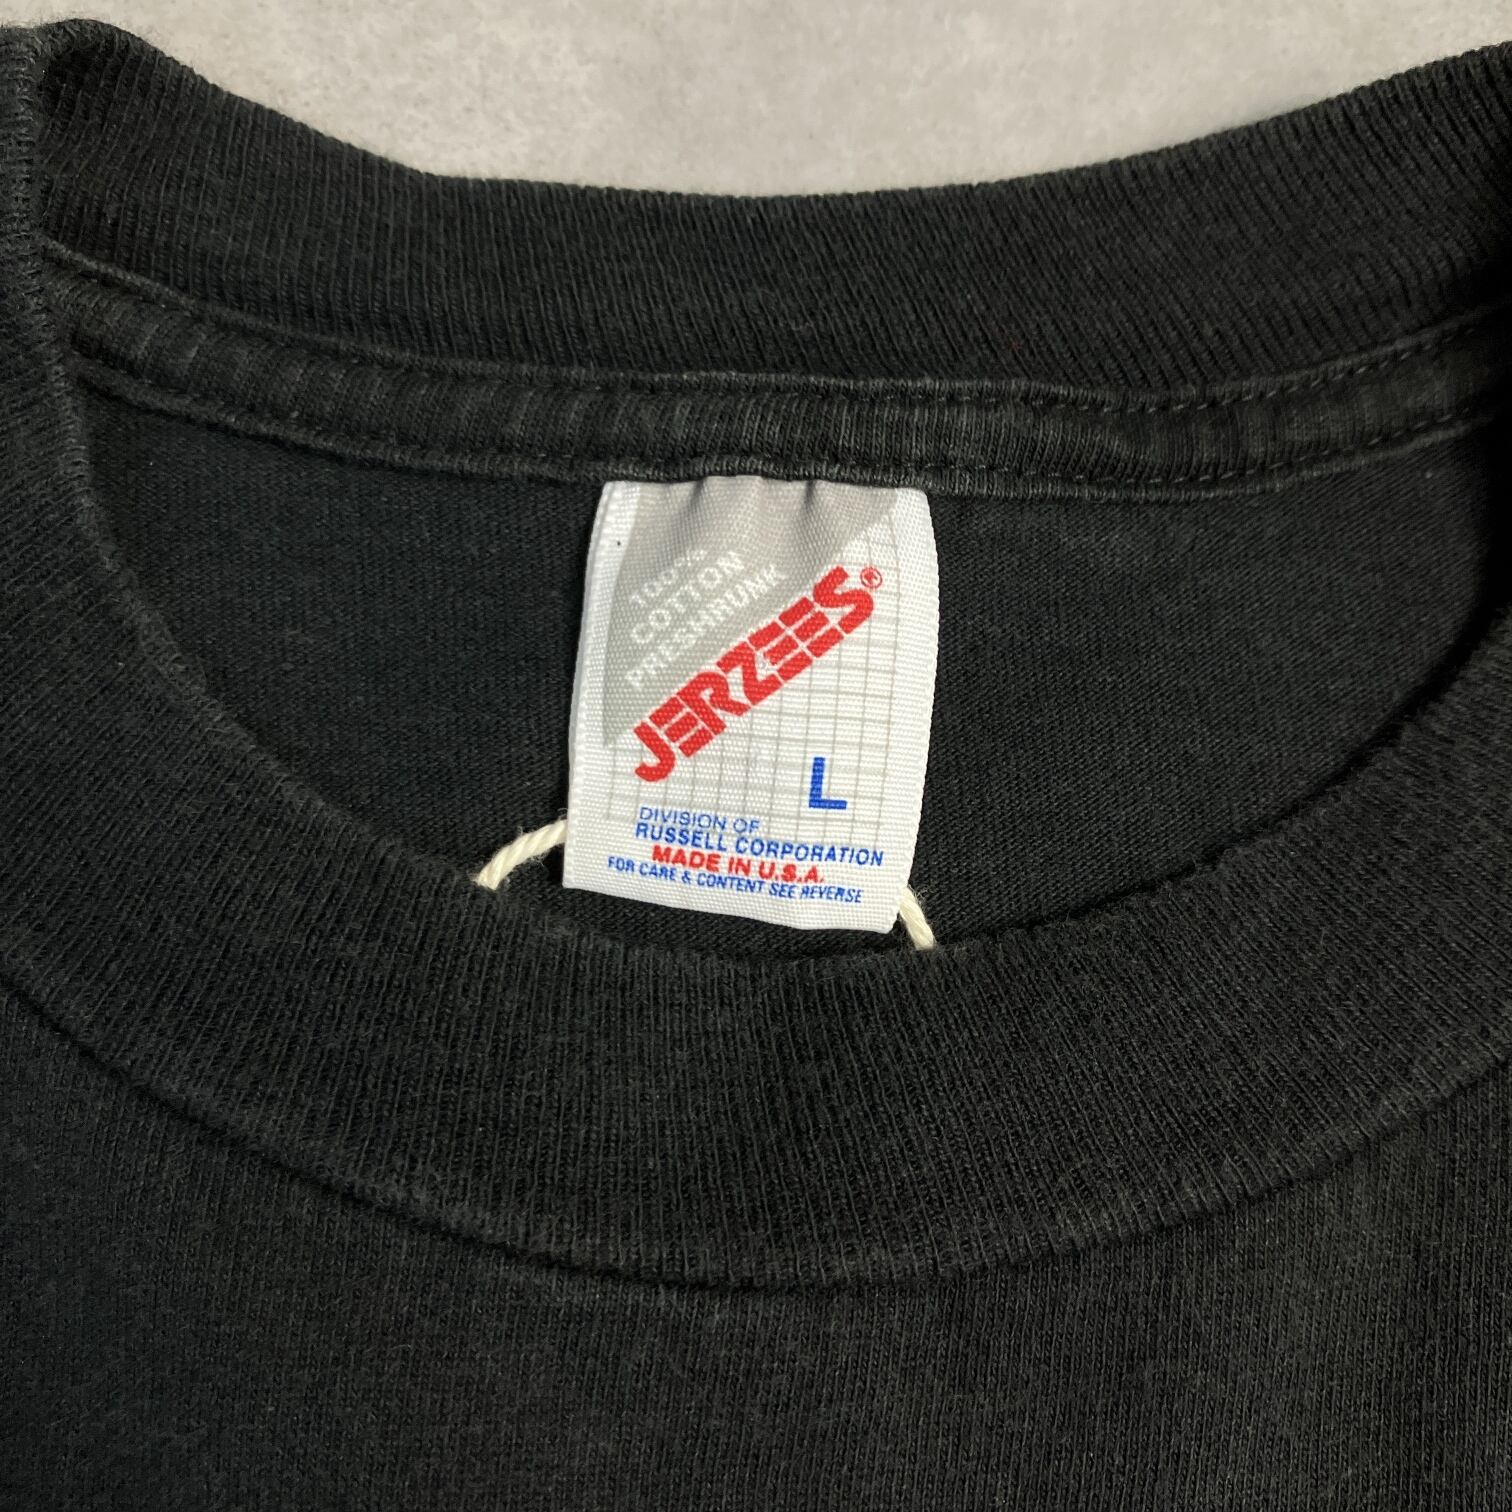 100%
COTTON
PRESHRUNK
JERZEES®
L
DIVISION OF
RUSSELL CORPORATION
MADE IN U.S.A.
FOR CARE & CONTENT SEE REVERSE